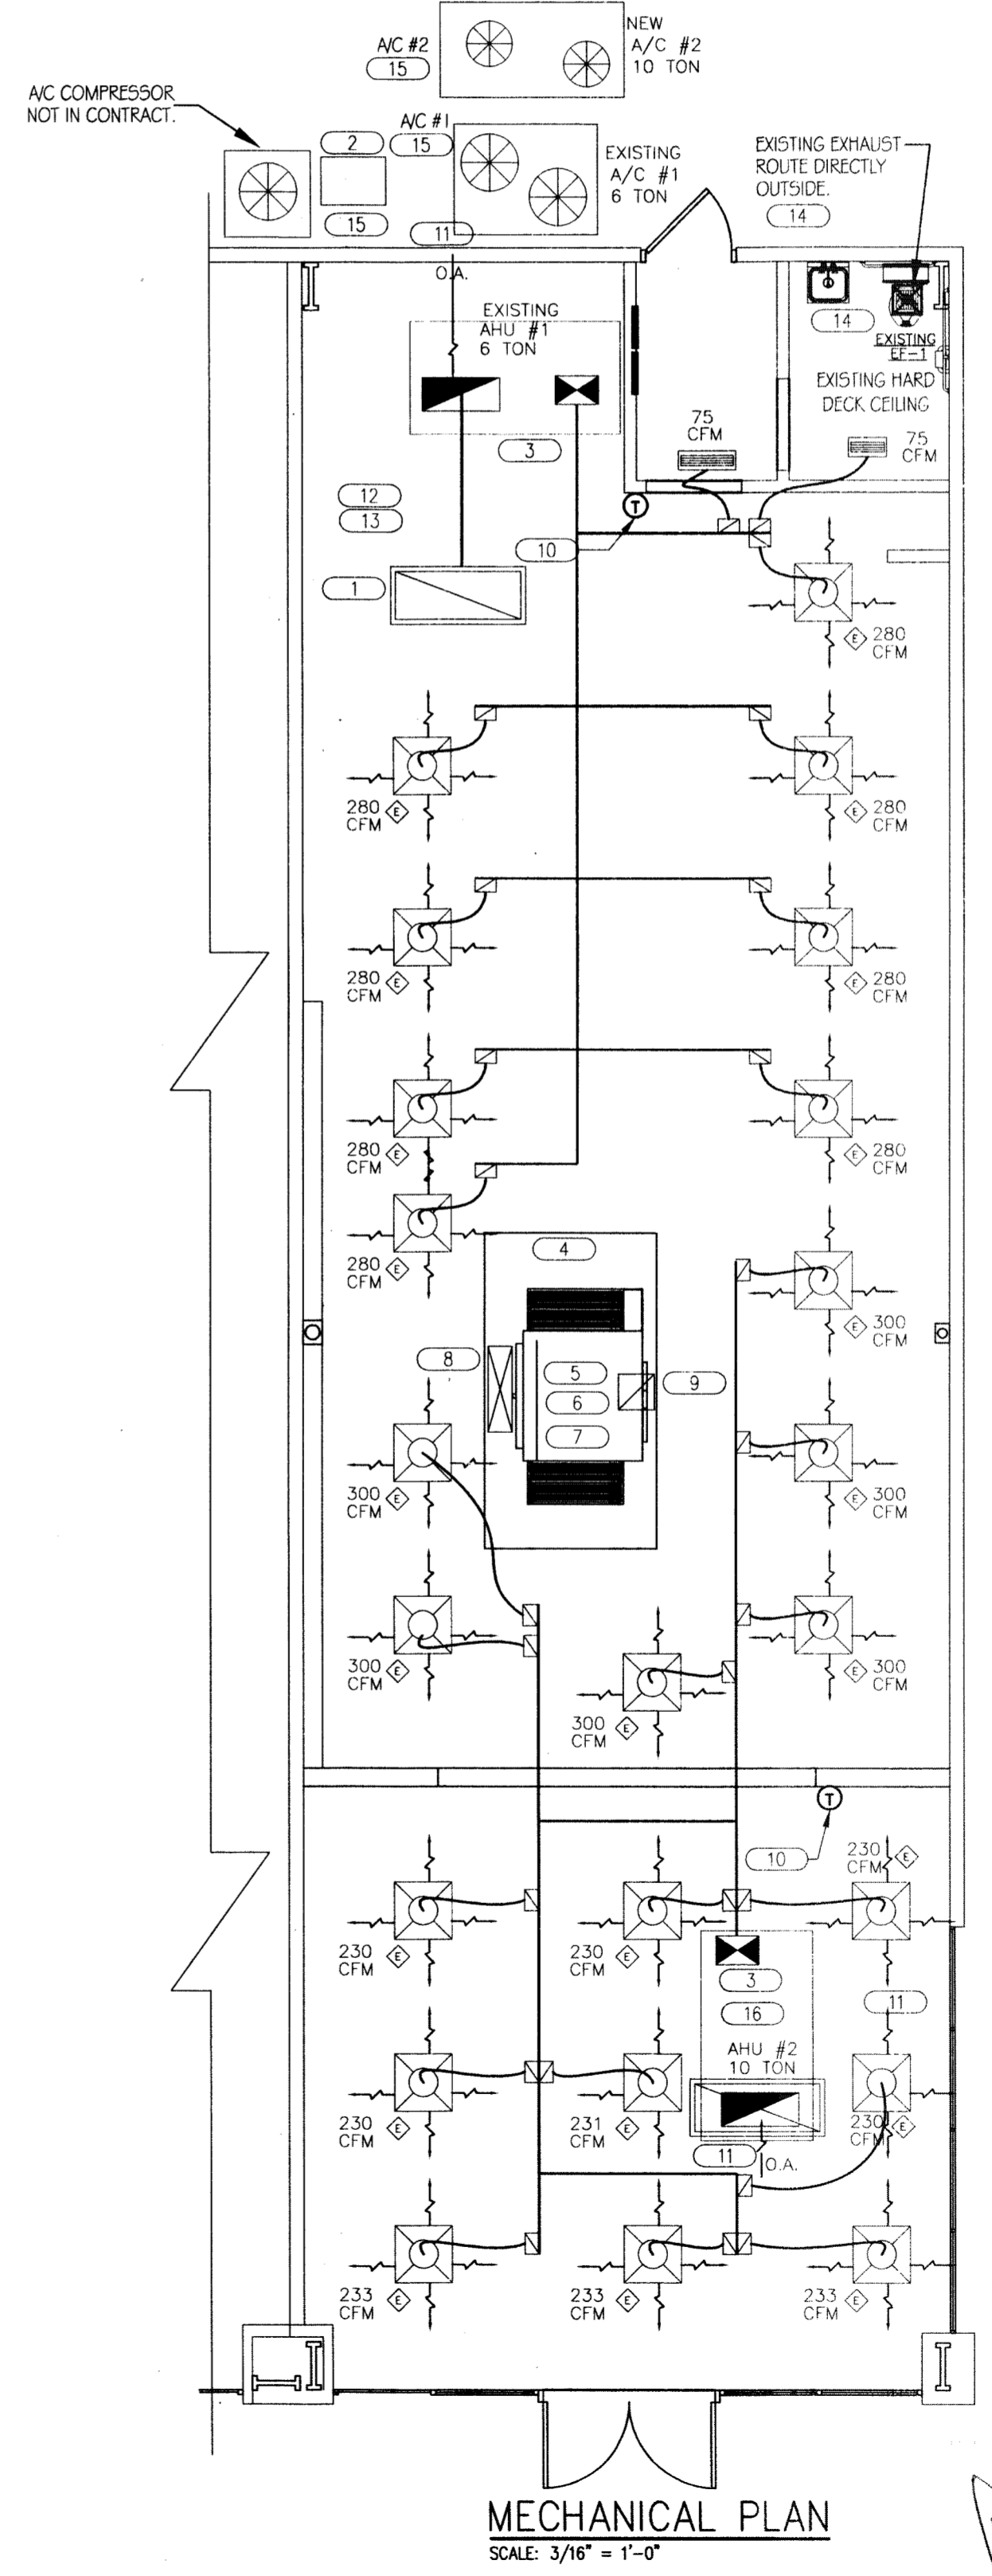 NEW
A/C #2
10 TON
A/C #2
15
A/C COMPRESSOR
NOT IN CONTRACT.
2
A/C #1
15
EXISTING
A/C #1
6 TON
EXISTING EXHAUST
ROUTE DIRECTLY
OUTSIDE.
14
15
11
O.A.
EXISTING
AHU #1
6 TON
14
EXISTING
EF-1
EXISTING HARD
DECK CEILING
75
CFM
75
CFM
3
12
13
T
10
1
E 280
CFM
280 E
CFM
E 280
CFM
280 E
CFM
E 280
CFM
280 E
CFM
E 280
CFM
280 E
CFM
4
E 300
CFM
8
5
6
7
9
300 E
CFM
E 300
CFM
300 E
CFM
E 300
CFM
300 E
CFM
T
10
230 E
CFM
230 E
CFM
230 E
CFM
3
16
11
AHU #2
10 TON
230 E
CFM
231 E
CFM
230 E
CFM
11
O.A.
233 E
CFM
233 E
CFM
233 E
CFM
MECHANICAL PLAN
SCALE: 3/16" = 1'-0"